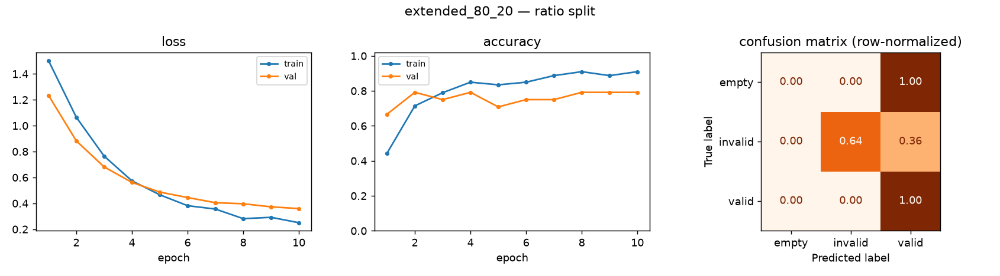 extended_80_20 — ratio split
loss
1.4
1.2
1.0
0.8
0.6
0.4
0.2
2 4 6 8 10
epoch
train
val
accuracy
1.0
0.8
0.6
0.4
0.2
0.0
2 4 6 8 10
epoch
train
val
confusion matrix (row-normalized)
True label
empty 0.00 0.00 1.00
invalid 0.00 0.64 0.36
valid 0.00 0.00 1.00
empty invalid valid
Predicted label